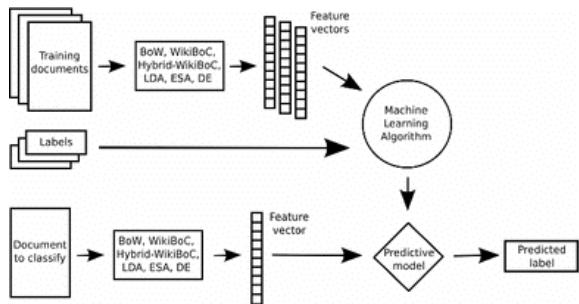 Training
documents
BoW, WikiBoC,
Hybrid-WikiBoC,
LDA, ESA, DE
Feature
vectors
Labels
Machine
Learning
Algorithm
Document
to classify
BoW, WikiBoC,
Hybrid-WikiBoC,
LDA, ESA, DE
Feature
vector
Predictive
model
Predicted
label